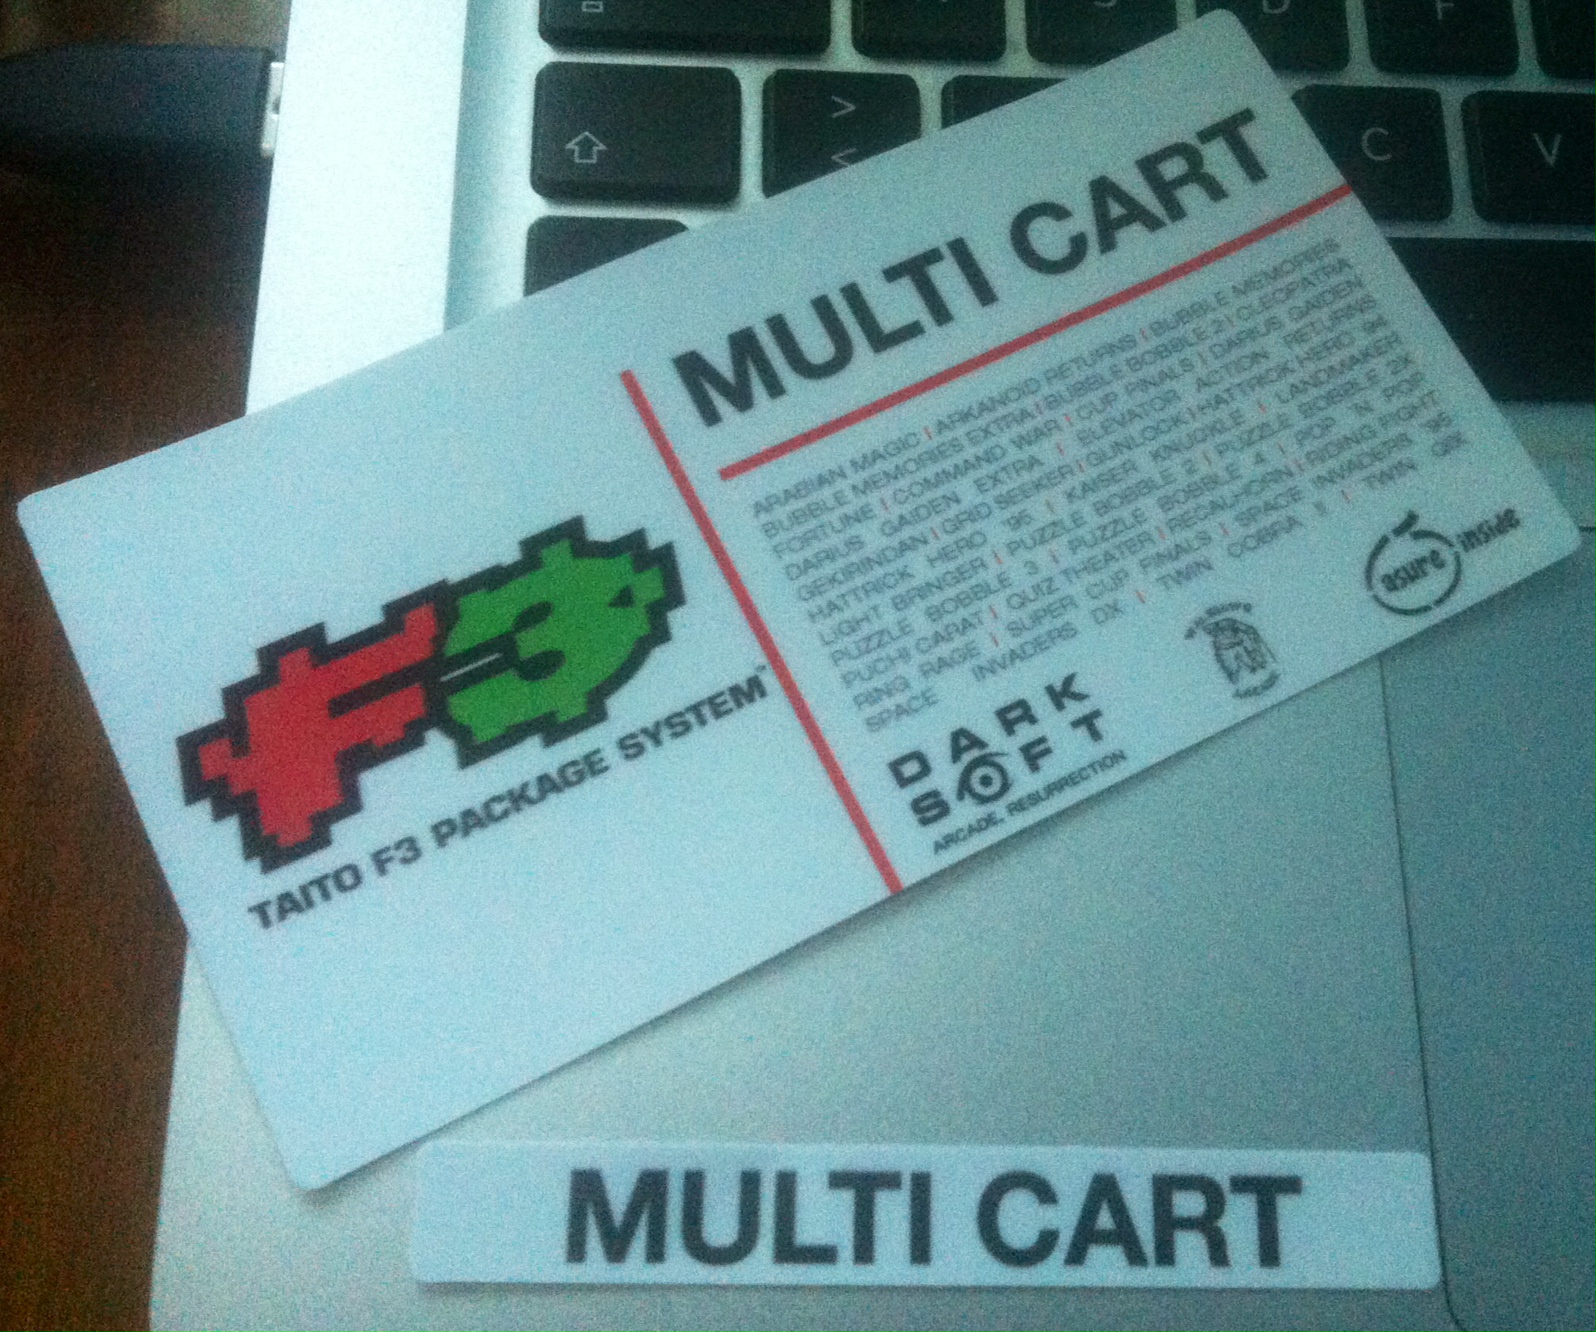 D
F
>
<
C
V
MULTI CART
ARABIAN MAGIC | ARKANOID RETURNS | BUBBLE MEMORIES
BUBBLE MEMORIES EXTRA | BUBBLE BOBBLE 2 | CLEOPATRA
FORTUNE | COMMAND WAR | CUP FINALS | DARIUS GAIDEN
DARIUS GAIDEN EXTRA | ELEVATOR ACTION RETURNS
GEKIRINDAN | GRID SEEKER | GUNLOCK | HATTRICK HERO 94
HATTRICK HERO '95 | KAISER KNUCKLE | LANDMAKER
LIGHT BRINGER | PUZZLE BOBBLE 2 | PUZZLE BOBBLE 2X
PUZZLE BOBBLE 3 | PUZZLE BOBBLE 4 | POP 'N POP
PUCHI CARAT | QUIZ THEATER | RECALHORN | RIDING FIGHT
RING RAGE | SUPER CUP FINALS | SPACE INVADERS '95
SPACE INVADERS DX | TWIN COBRA II | TWIN QIX
F3
TAITO F3 PACKAGE SYSTEM™
DARK
SOFT
ARCADE, RESURRECTION
asure inside
MULTI CART